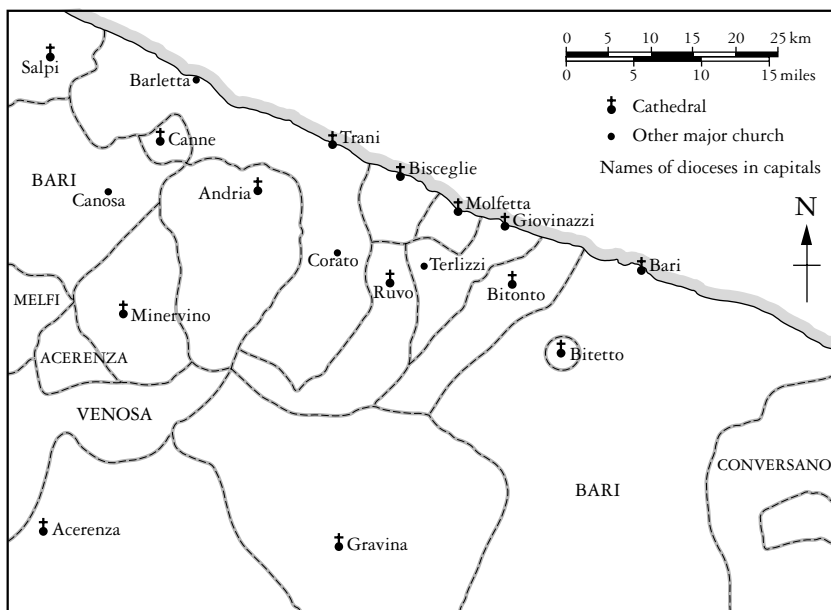 0 5 10 15 20 25 km
0 5 10 15 miles
Cathedral
Other major church
Names of dioceses in capitals
N
Salpi
Barletta
Canne
Trani
BARI
Canosa
Andria
Bisceglie
Molfetta
Giovinazzi
Corato
Terlizzi
Ruvo
Bitonto
Bari
MELFI
Minervino
ACERENZA
Bitetto
VENOSA
CONVERSANO
BARI
Acerenza
Gravina